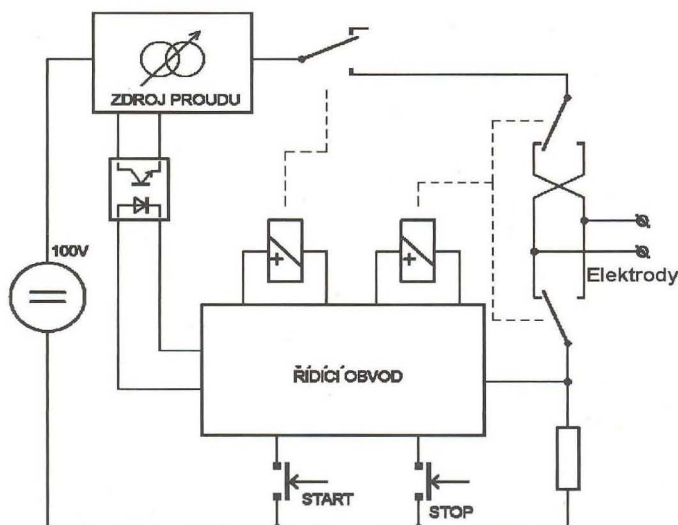 ZDROJ PROUDU
100V
Elektrody
ŘÍDÍCÍ OBVOD
START
STOP